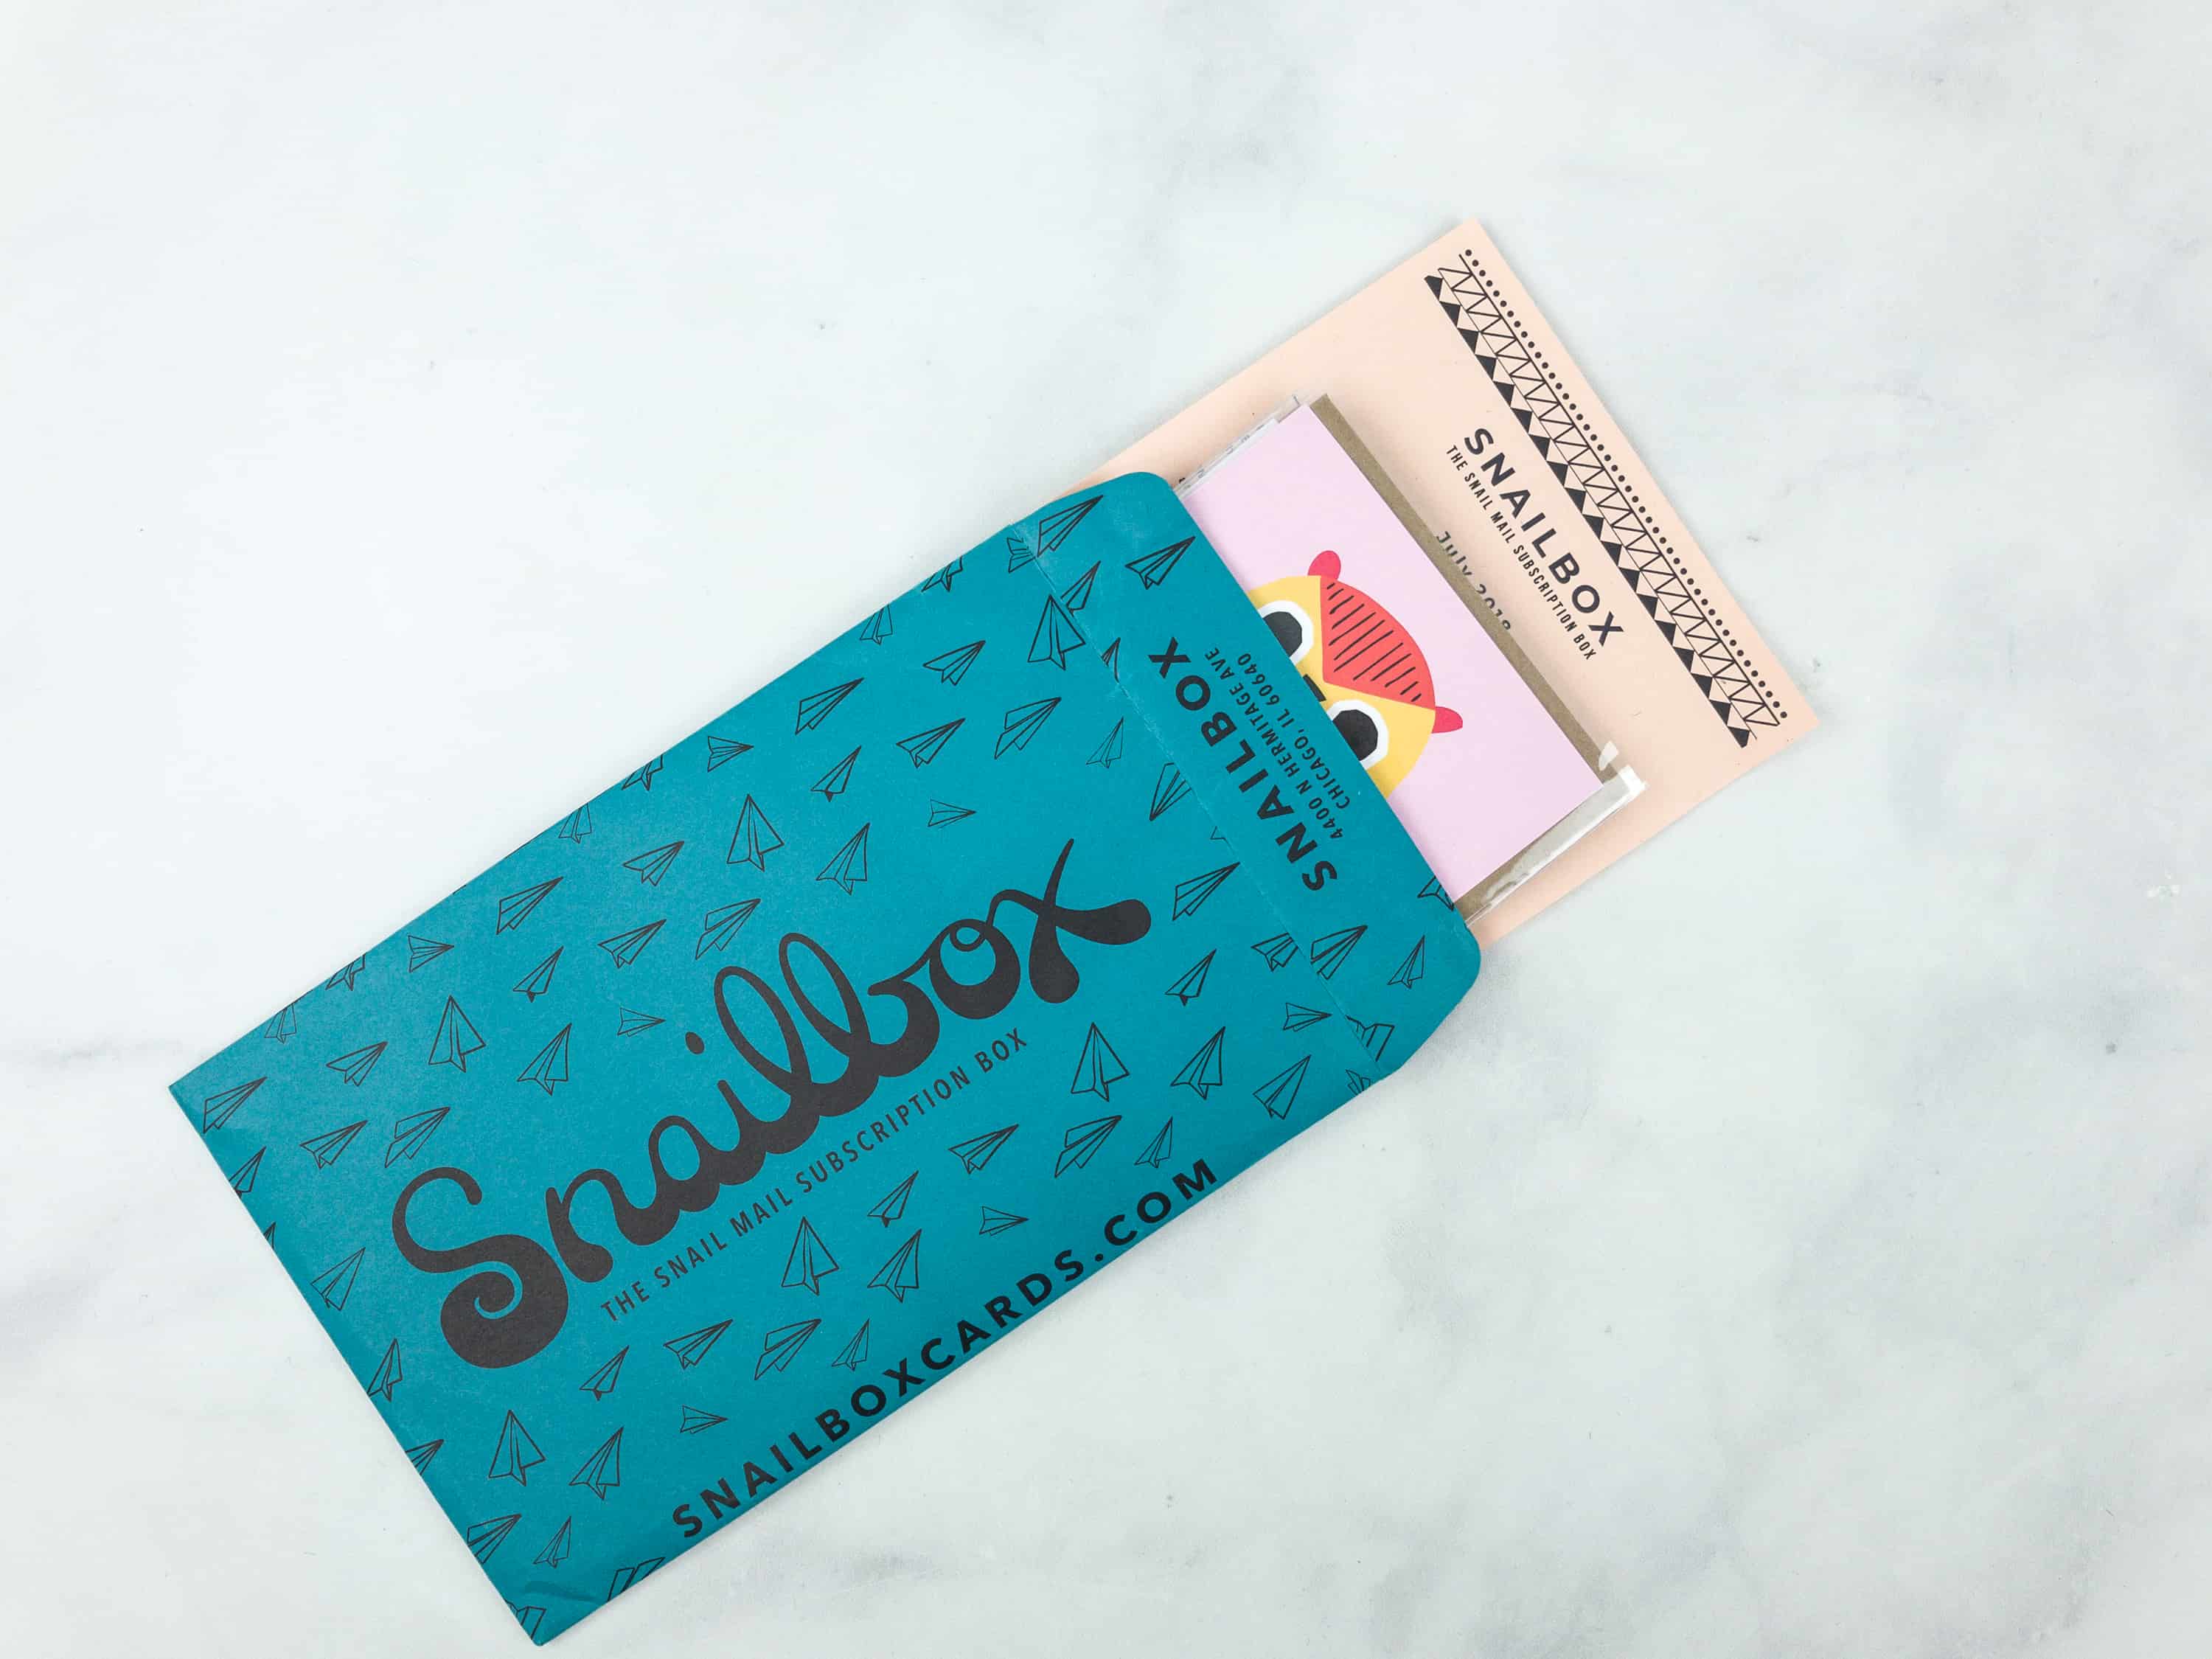 Snailbox
THE SNAIL MAIL SUBSCRIPTION BOX
SNAILBOXCARDS.COM
SNAILBOX
4400 N HERMITAGE AVE
CHICAGO, IL 60640
SNAILBOX
THE SNAIL MAIL SUBSCRIPTION BOX
July 2018